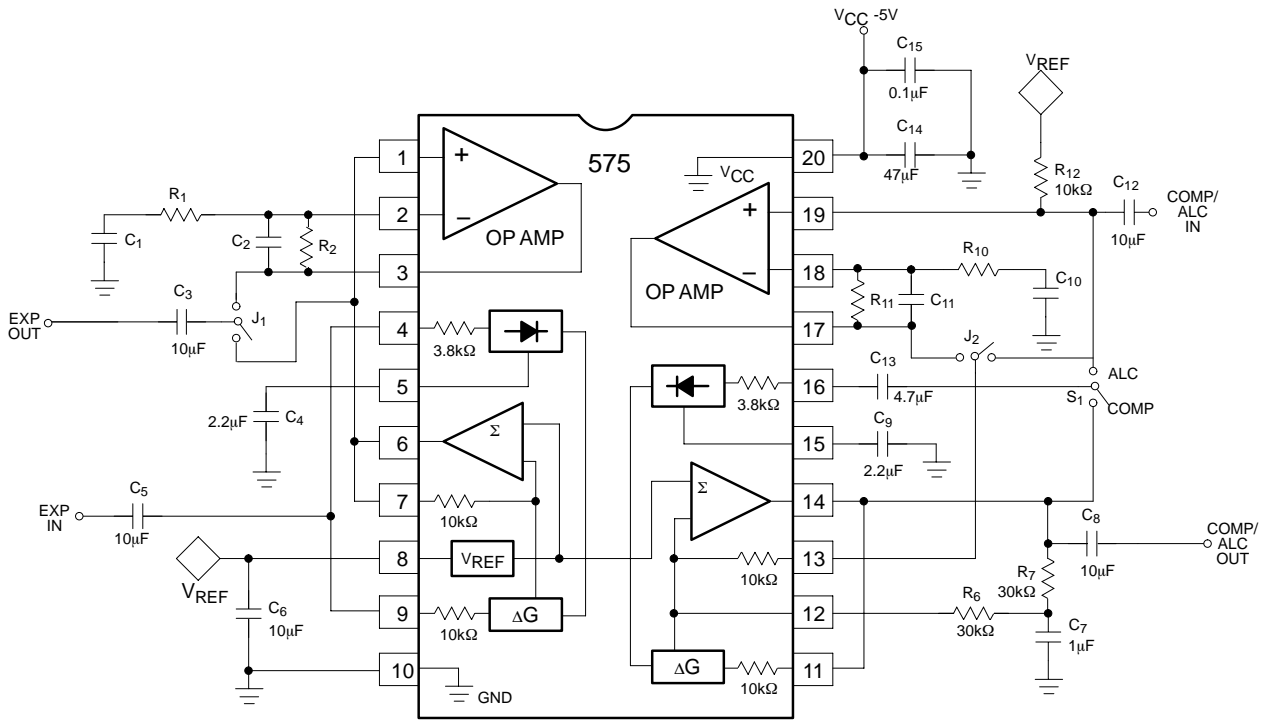 VCC -5V
C15
0.1µF
C14
47µF
VREF
R12
10kΩ
C12
10µF
COMP/
ALC
IN
575
1
+
2
−
OP AMP
3
R1
C1
C2
R2
C3
10µF
EXP
OUT
J1
4
3.8kΩ
5
2.2µF
C4
6
Σ
7
10kΩ
EXP
IN
C5
10µF
8
VREF
VREF
C6
10µF
9
10kΩ
ΔG
10
GND
20
VCC
19
+
18
−
OP AMP
17
R11
C11
R10
C10
J2
16
3.8kΩ
C13
4.7µF
ALC
S1
COMP
15
C9
2.2µF
14
Σ
C8
10µF
COMP/
ALC
OUT
13
10kΩ
R7
30kΩ
12
R6
30kΩ
C7
1µF
11
10kΩ
ΔG